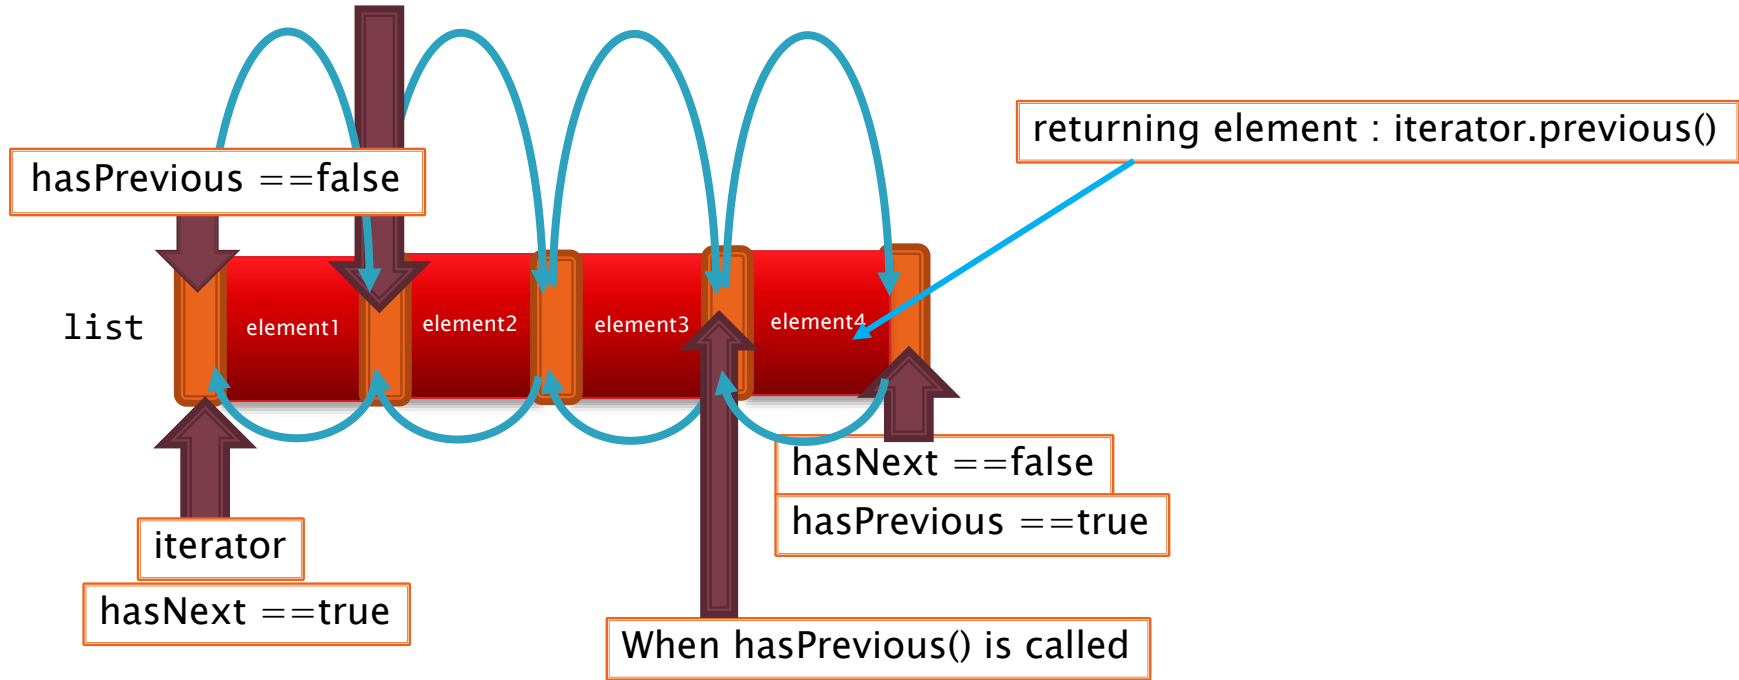 returning element : iterator.previous()
hasPrevious ==false
list
element1
element2
element3
element4
hasNext ==false
hasPrevious ==true
iterator
hasNext ==true
When hasPrevious() is called